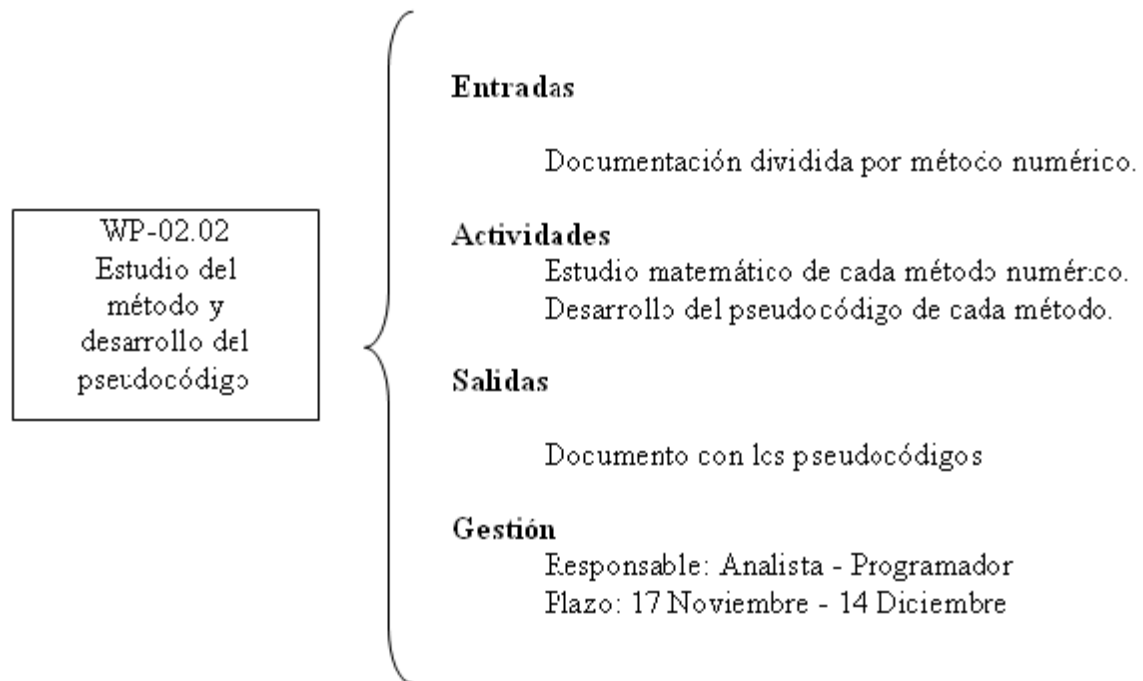 WP-02.02
Estudio del
método y
desarrollo del
pseudocódigo
Entradas
Documentación dividida por método numérico.
Actividades
Estudio matemático de cada método numérico.
Desarrollo del pseudocódigo de cada método.
Salidas
Documento con los pseudocódigos
Gestión
Responsable: Analista - Programador
Plazo: 17 Noviembre - 14 Diciembre